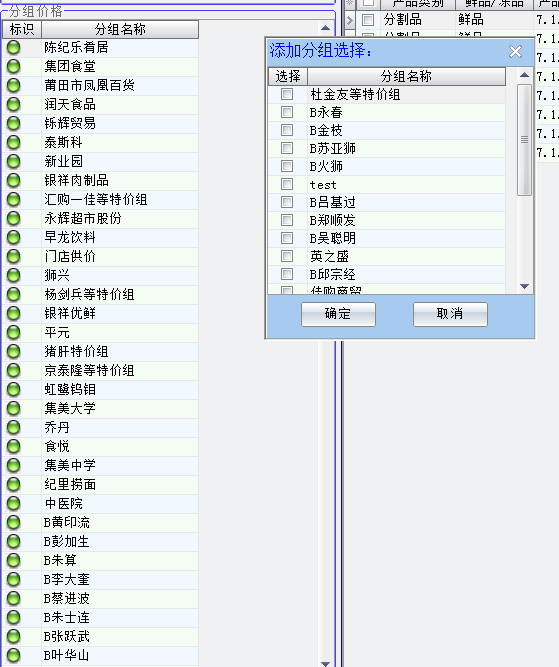 分组价格
标识 分组名称
陈纪乐肴居
集团食堂
莆田市凤凰百货
润天食品
铄辉贸易
泰斯科
新业园
银祥肉制品
汇购一佳等特价组
永辉超市股份
早龙饮料
门店供价
狮兴
杨剑兵等特价组
银祥优鲜
平元
猪肝特价组
京泰隆等特价组
虹鹭钨钼
集美大学
乔丹
食悦
集美中学
纪里捞面
中医院
B黄印流
B彭加生
B朱算
B李大奎
B蔡进波
B朱士连
B张跃武
B叶华山
产品类别 鲜品/冻品
分割品 鲜品 7.1.
添加分组选择：
选择 分组名称
杜金友等特价组
B永春
B金枝
B苏亚狮
B火狮
test
B吕基过
B郑顺发
B吴聪明
英之盛
B邱宗经
佳购商贸
确定 取消
7.1.
7.1.
7.1.
7.1.
7.1.
7.1.